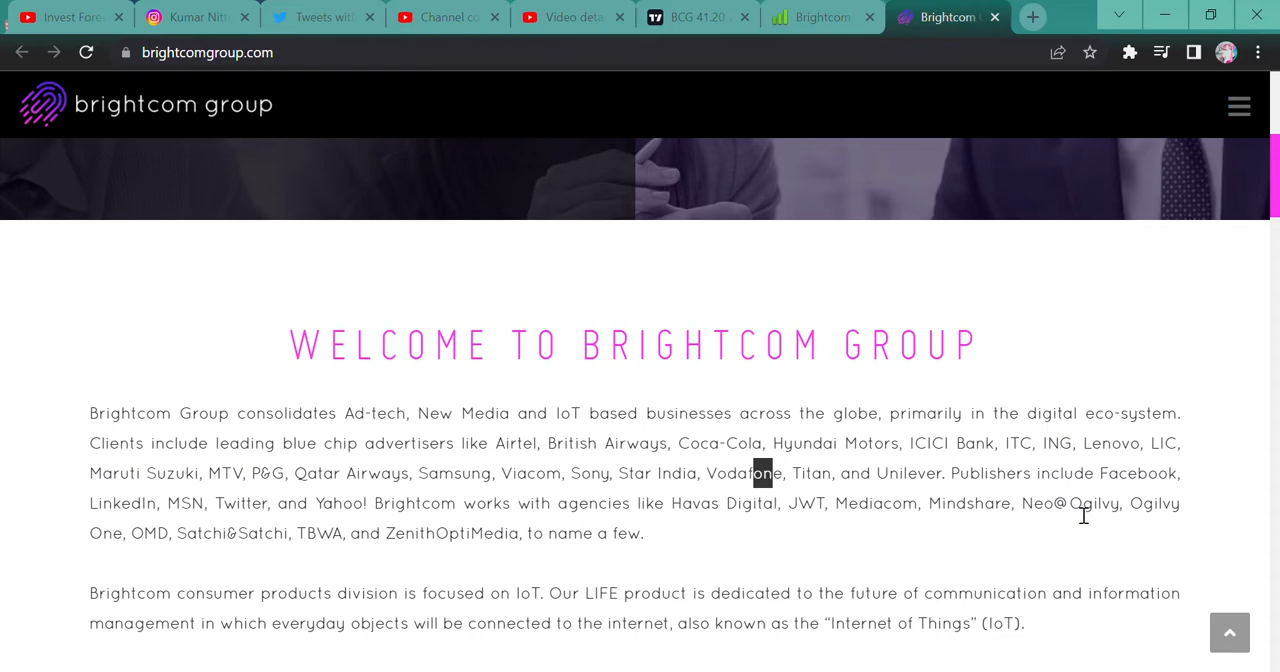 Invest Fores
Kumar Nitt
Tweets with
Channel co
Video deta
BCG 41.20
Brightcom
Brightcom
brightcomgroup.com
brightcom group
WELCOME TO BRIGHTCOM GROUP
Brightcom Group consolidates Ad-tech, New Media and IoT based businesses across the globe, primarily in the digital eco-system.
Clients include leading blue chip advertisers like Airtel, British Airways, Coca-Cola, Hyundai Motors, ICICI Bank, ITC, ING, Lenovo, LIC,
Maruti Suzuki, MTV, P&G, Qatar Airways, Samsung, Viacom, Sony, Star India, Vodafone, Titan, and Unilever. Publishers include Facebook,
LinkedIn, MSN, Twitter, and Yahoo! Brightcom works with agencies like Havas Digital, JWT, Mediacom, Mindshare, Neo@Ogilvy, Ogilvy
One, OMD, Satchi&Satchi, TBWA, and ZenithOptiMedia, to name a few.
Brightcom consumer products division is focused on IoT. Our LIFE product is dedicated to the future of communication and information
management in which everyday objects will be connected to the internet, also known as the “Internet of Things” (IoT).